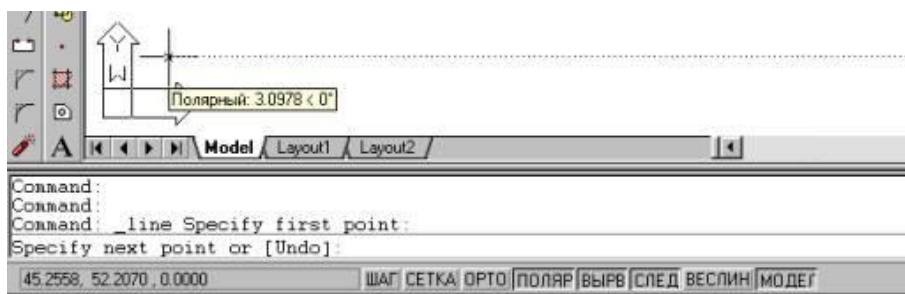 Y
W
Полярный: 3.0978 < 0°
A
Model Layout1 Layout2
Command:
Command:
Command: _line Specify first point:
Specify next point or [Undo]:
45.2558, 52.2070 , 0.0000 ШАГ СЕТКА ОРТО ПОЛЯР ВЫРВ СЛЕД ВЕСЛИН МОДЕГ